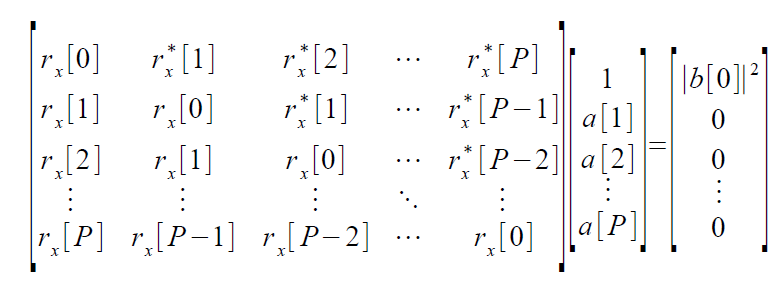 r_x[0] r_x^*[1] r_x^*[2] ⋯ r_x^*[P] 1 |b[0]|^2
r_x[1] r_x[0] r_x^*[1] ⋯ r_x^*[P−1] a[1] 0
r_x[2] r_x[1] r_x[0] ⋯ r_x^*[P−2] a[2] = 0
⋮ ⋮ ⋮ ⋱ ⋮ ⋮ ⋮
r_x[P] r_x[P−1] r_x[P−2] ⋯ r_x[0] a[P] 0